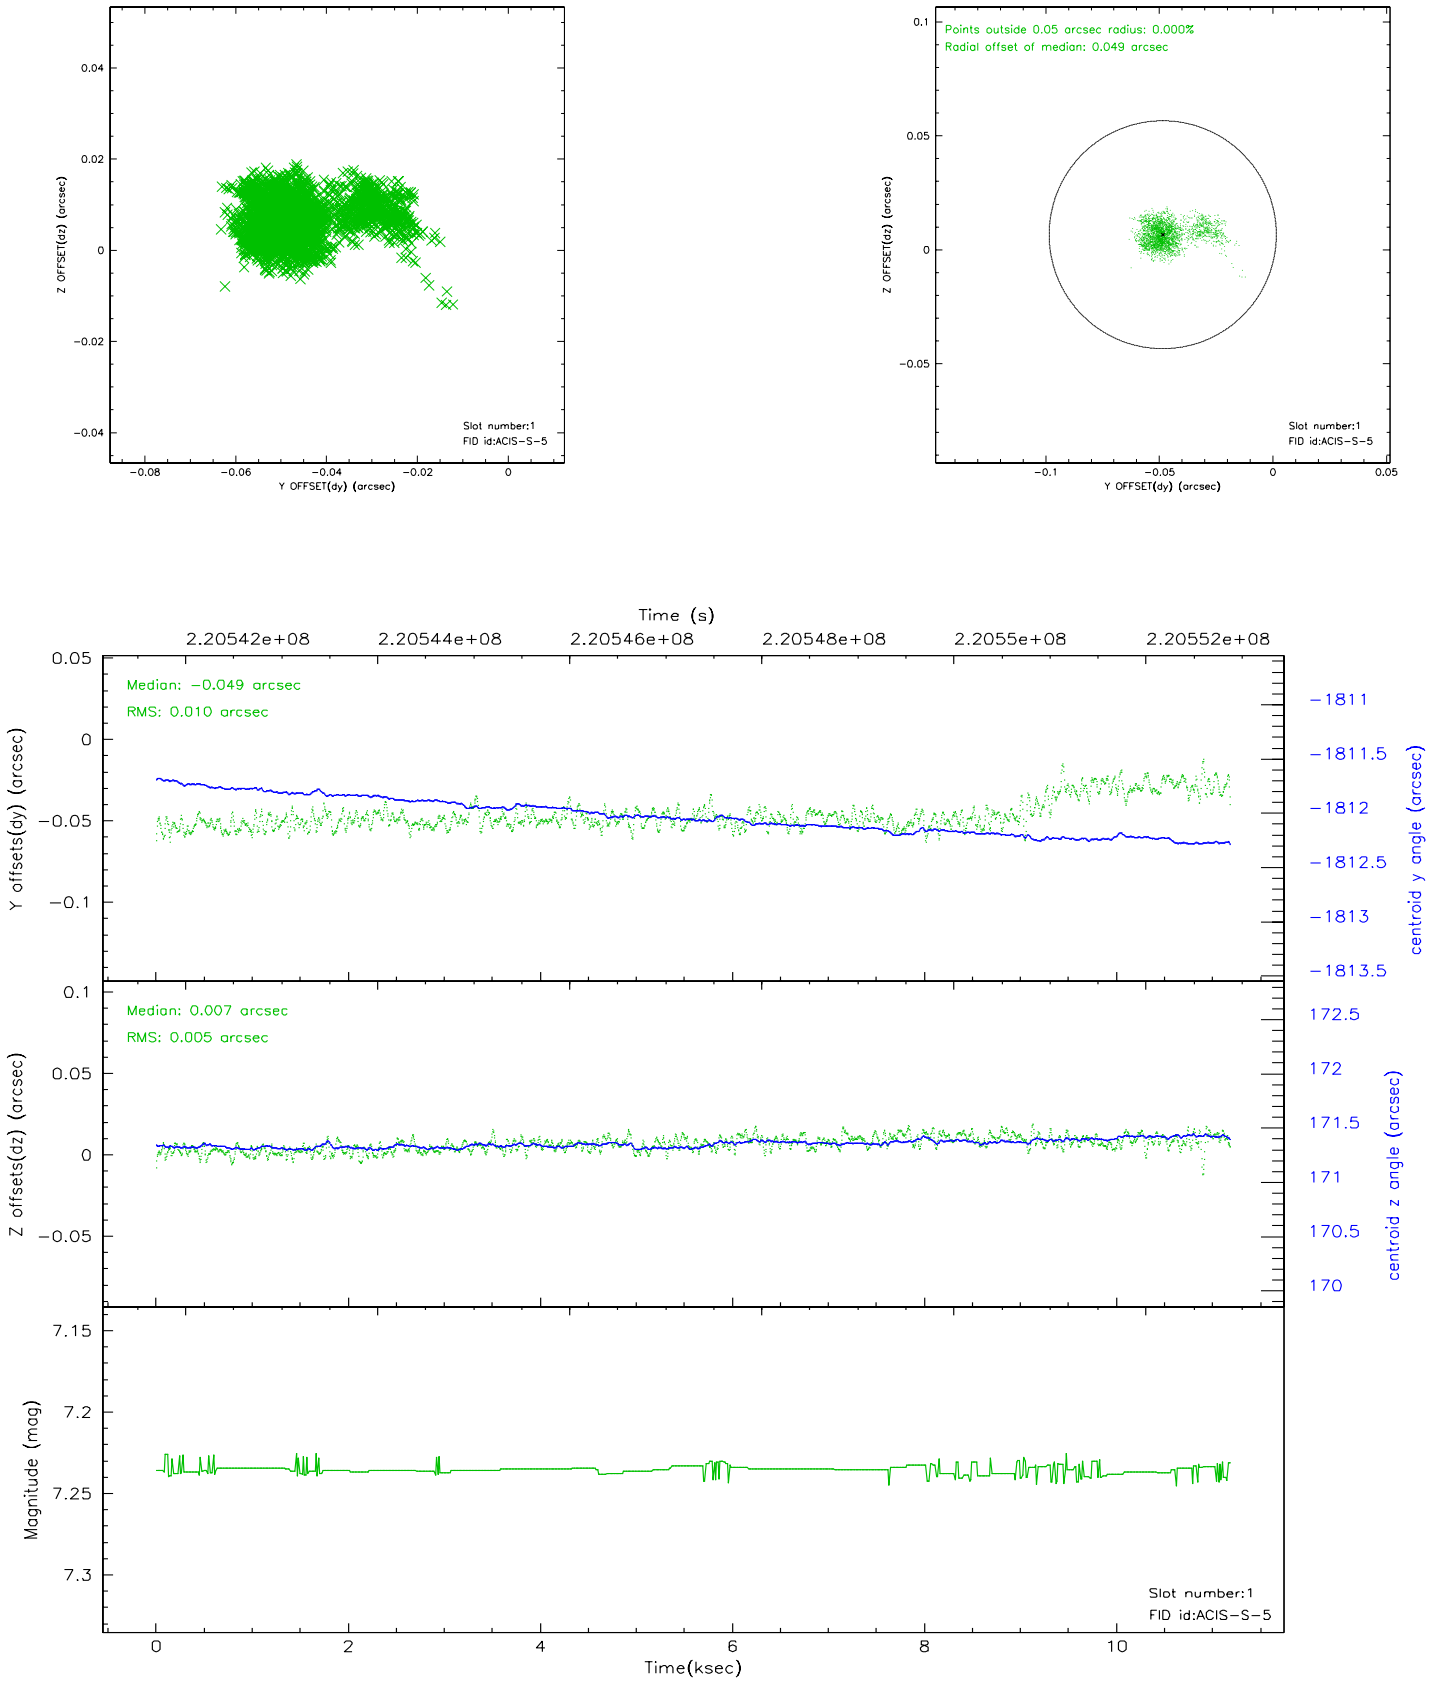 0.04
0.02
0
−0.02
−0.04
Z OFFSET(dz) (arcsec)
−0.08 −0.06 −0.04 −0.02 0
Y OFFSET(dy) (arcsec)
Slot number:1
FID id:ACIS−S−5
Points outside 0.05 arcsec radius: 0.000%
Radial offset of median: 0.049 arcsec
0.1
0.05
0
−0.05
Z OFFSET(dz) (arcsec)
−0.1 −0.05 0 0.05
Y OFFSET(dy) (arcsec)
Slot number:1
FID id:ACIS−S−5
Time (s)
2.20542e+08 2.20544e+08 2.20546e+08 2.20548e+08 2.2055e+08 2.20552e+08
Median: −0.049 arcsec
RMS: 0.010 arcsec
0.05
0
−0.05
−0.1
Y offsets(dy) (arcsec)
−1811
−1811.5
−1812
−1812.5
−1813
−1813.5
centroid y angle (arcsec)
Median: 0.007 arcsec
RMS: 0.005 arcsec
0.1
0.05
0
−0.05
Z offsets(dz) (arcsec)
172.5
172
171.5
171
170.5
170
centroid z angle (arcsec)
7.15
7.2
7.25
7.3
Magnitude (mag)
Slot number:1
FID id:ACIS−S−5
0 2 4 6 8 10
Time(ksec)